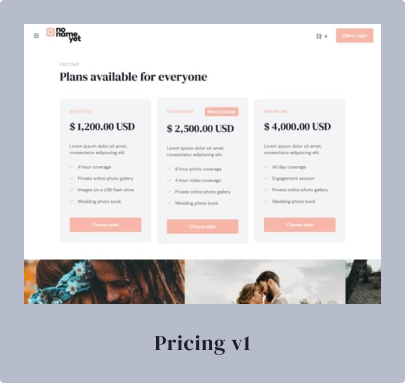 no
name
yet
Client Login
PRICING
Plans available for everyone
STARTER
$ 1,200.00 USD
Lorem ipsum dolor sit amet,
consectetur adipiscing elit.
4 hour coverage
Private online photo gallery
Images on a USB flash drive
Wedding photo book
Choose plan
STANDARD
Most popular
$ 2,500.00 USD
Lorem ipsum dolor sit amet,
consectetur adipiscing elit.
8 hour photo coverage
4 hour video coverage
Private online photo gallery
Wedding photo book
Choose plan
PREMIUM
$ 4,000.00 USD
Lorem ipsum dolor sit amet,
consectetur adipiscing elit.
All day coverage
Engagement session
Private online photo gallery
Wedding photo book
Choose plan
Pricing v1